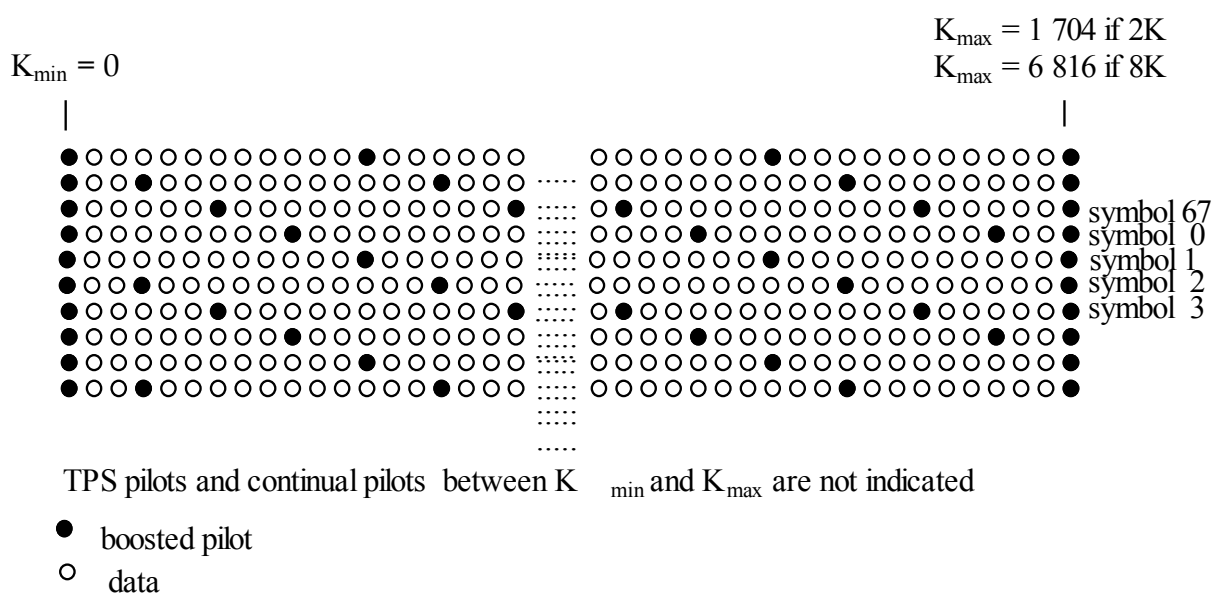 K_max = 1 704 if 2K
K_min = 0
K_max = 6 816 if 8K
symbol 67
symbol 0
symbol 1
symbol 2
symbol 3
TPS pilots and continual pilots between K min and K_max are not indicated
boosted pilot
data